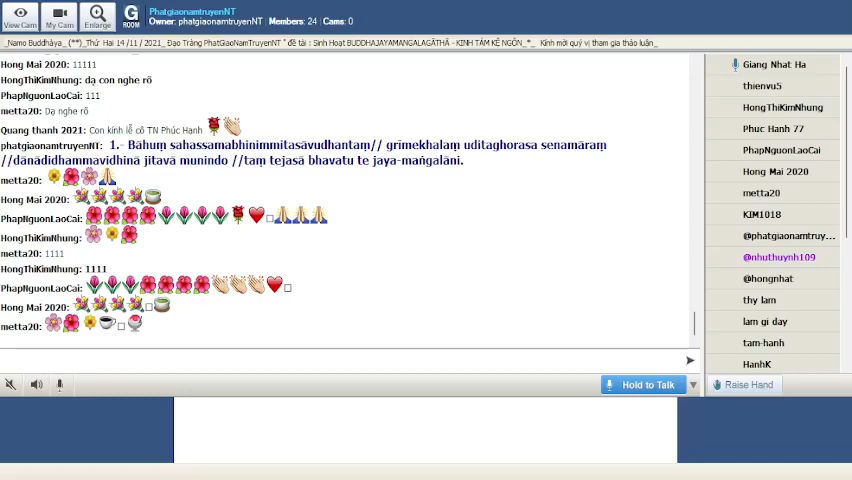 View Cam
My Cam
Enlarge
G
ROOM
PhatgiaonamtruyenNT
Owner: phatgiaonamtruyenNT | Members: 24 | Cams: 0
_Namo Buddhàya_ (**)_Thứ Hai 14 /11 / 2021_ Đạo Tràng PhatGiaoNamTruyenNT " đề tài : Sinh Hoạt BUDDHAJAYAMANGALAGĀTHĀ - KINH TÁM KỆ NGÔN_*_ Kính mời quý vị tham gia thảo luận_
Hong Mai 2020: 11111
HongThiKimNhung: dạ con nghe rõ
PhapNguonLaoCai: 111
metta20: Dạ nghe rõ
Quang thanh 2021: Con kính lễ cô TN Phúc Hạnh
phatgiaonamtruyenNT: 1.- Bāhuṃ sahassamabhinimmitasāvudhantaṃ// grīmekhalaṃ uditaghorasa senamāraṃ
//dānādidhammavidhinā jitavā munindo //taṃ tejasā bhavatu te jaya-maṅgalāni.
metta20:
Hong Mai 2020:
PhapNguonLaoCai:
HongThiKimNhung:
metta20: 1111
HongThiKimNhung: 1111
PhapNguonLaoCai:
Hong Mai 2020:
metta20:
Hold to Talk
Giang Nhat Ha
thienvu5
HongThiKimNhung
Phuc Hanh 77
PhapNguonLaoCai
Hong Mai 2020
metta20
KIM1018
@phatgiaonamtruy...
@nhuthuynh109
@hongnhat
thy lam
lam gi day
tam-hanh
HanhK
Raise Hand